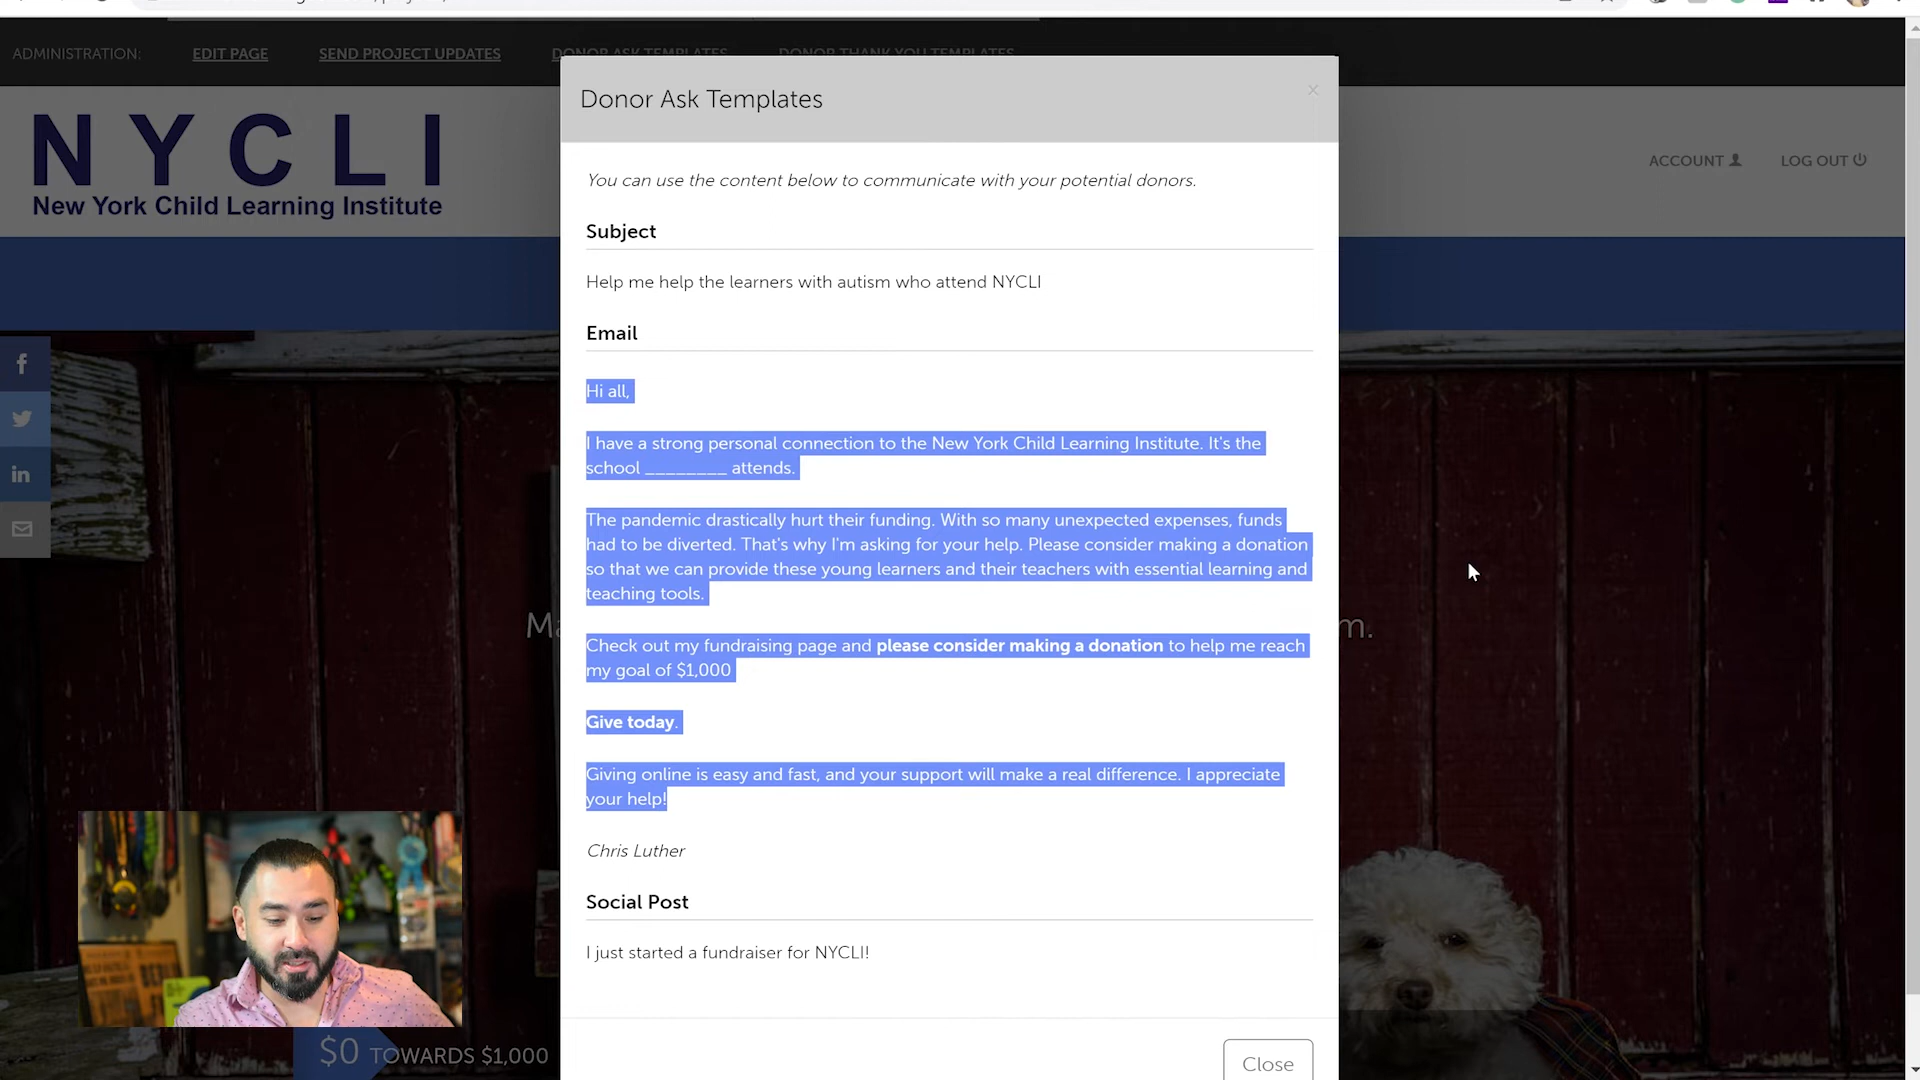 ADMINISTRATION: EDIT PAGE SEND PROJECT UPDATES DONOR ASK TEMPLATES DONOR THANK YOU TEMPLATES
NYCLI
New York Child Learning Institute
ACCOUNT
LOG OUT
Donor Ask Templates
×
You can use the content below to communicate with your potential donors.
Subject
Help me help the learners with autism who attend NYCLI
Email
Hi all,
I have a strong personal connection to the New York Child Learning Institute. It's the
school ________ attends.
The pandemic drastically hurt their funding. With so many unexpected expenses, funds
had to be diverted. That's why I'm asking for your help. Please consider making a donation
so that we can provide these young learners and their teachers with essential learning and
teaching tools.
Check out my fundraising page and please consider making a donation to help me reach
my goal of $1,000
Give today.
Giving online is easy and fast, and your support will make a real difference. I appreciate
your help!
Chris Luther
Social Post
I just started a fundraiser for NYCLI!
Close
$0 TOWARDS $1,000